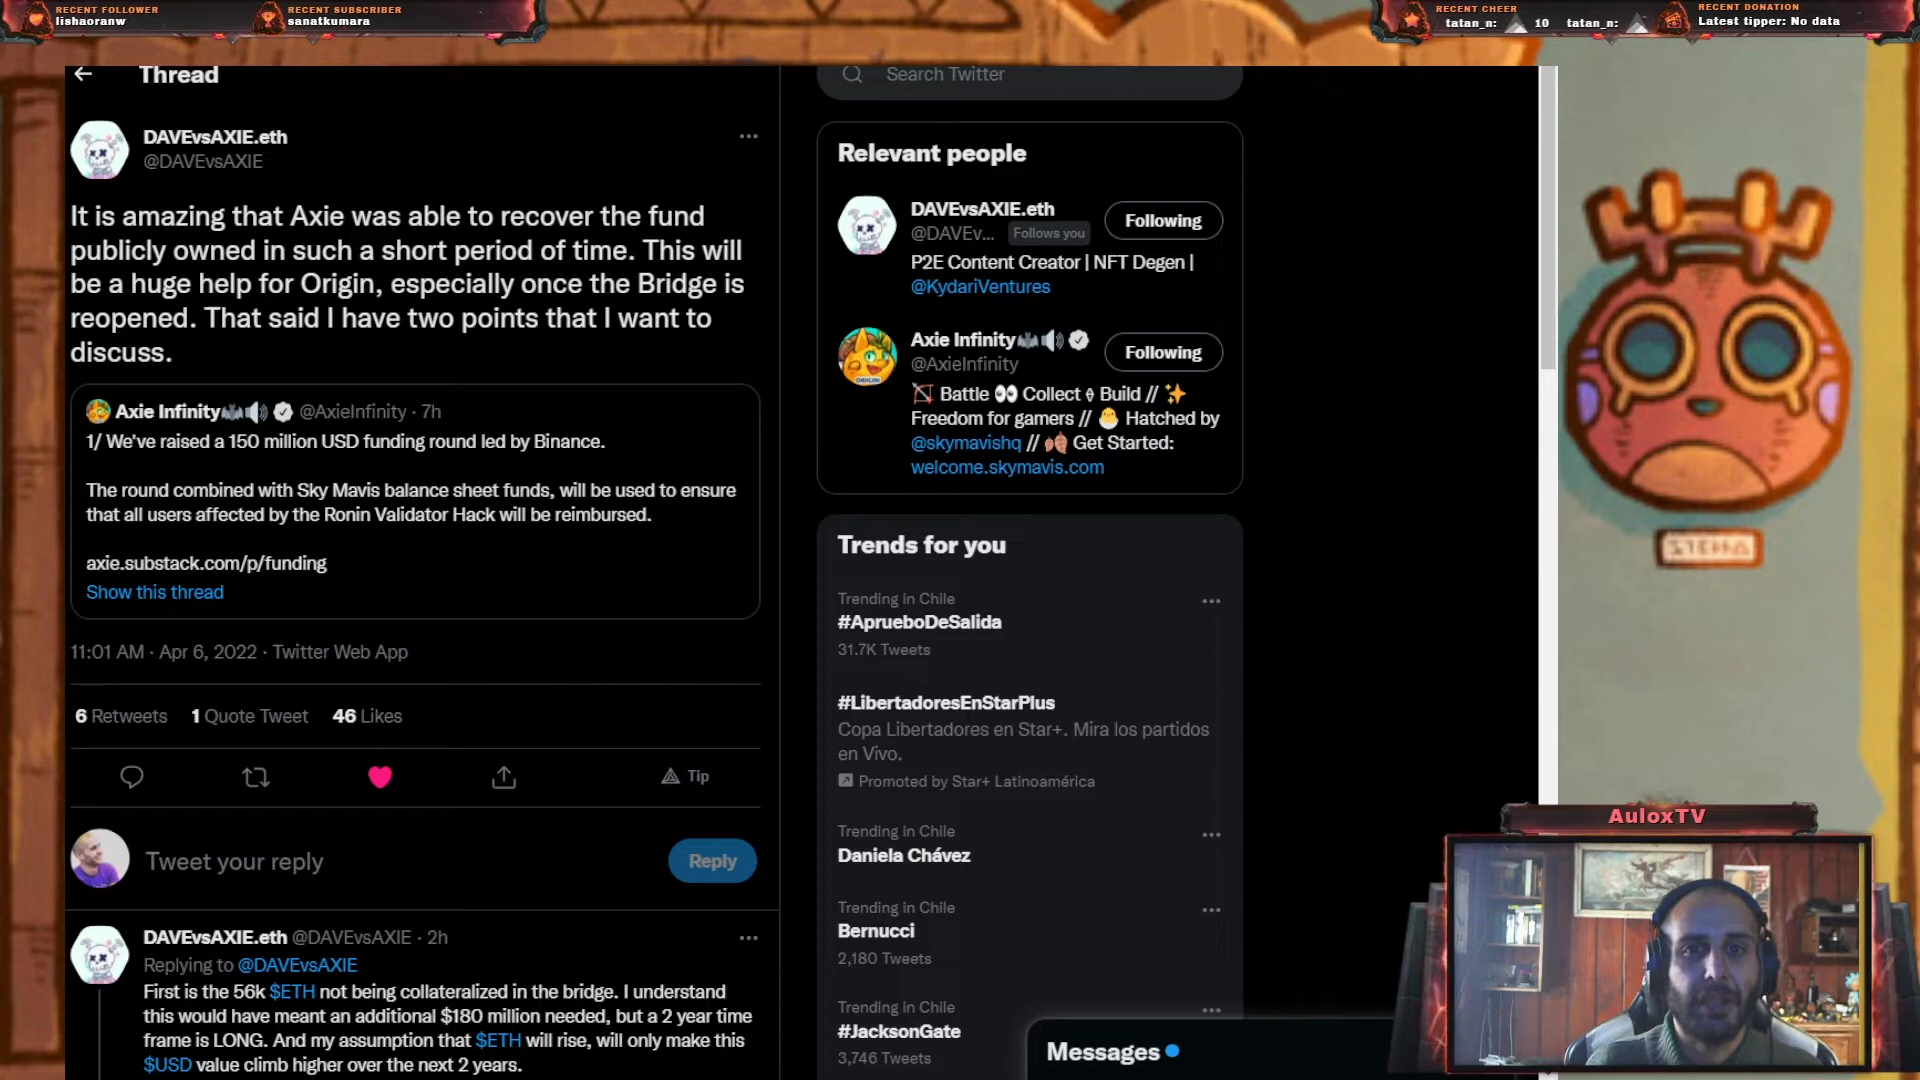 RECENT FOLLOWER
lishaoranw
RECENT SUBSCRIBER
sanatkumara
RECENT CHEER
tatan_n: 10 tatan_n:
RECENT DONATION
Latest tipper: No data
Thread
DAVEvsAXIE.eth
@DAVEvsAXIE
It is amazing that Axie was able to recover the fund
publicly owned in such a short period of time. This will
be a huge help for Origin, especially once the Bridge is
reopened. That said I have two points that I want to
discuss.
Axie Infinity🦇🔊 @AxieInfinity · 7h
1/ We've raised a 150 million USD funding round led by Binance.
The round combined with Sky Mavis balance sheet funds, will be used to ensure
that all users affected by the Ronin Validator Hack will be reimbursed.
axie.substack.com/p/funding
Show this thread
11:01 AM · Apr 6, 2022 · Twitter Web App
6 Retweets 1 Quote Tweet 46 Likes
Tip
Tweet your reply
Reply
DAVEvsAXIE.eth @DAVEvsAXIE · 2h
Replying to @DAVEvsAXIE
First is the 56k $ETH not being collateralized in the bridge. I understand
this would have meant an additional $180 million needed, but a 2 year time
frame is LONG. And my assumption that $ETH will rise, will only make this
$USD value climb higher over the next 2 years.
Search Twitter
Relevant people
DAVEvsAXIE.eth
@DAVEv... Follows you
Following
P2E Content Creator | NFT Degen |
@KydariVentures
Axie Infinity🦇🔊
@AxieInfinity
Following
🏹 Battle 👀 Collect ⚱ Build // ✨
Freedom for gamers // 🐣 Hatched by
@skymavishq // Get Started:
welcome.skymavis.com
Trends for you
Trending in Chile
#AprueboDeSalida
31.7K Tweets
#LibertadoresEnStarPlus
Copa Libertadores en Star+. Mira los partidos
en Vivo.
Promoted by Star+ Latinoamérica
Trending in Chile
Daniela Chávez
Trending in Chile
Bernucci
2,180 Tweets
Trending in Chile
#JacksonGate
3,746 Tweets
Messages
ORIGIN
AuloxTV